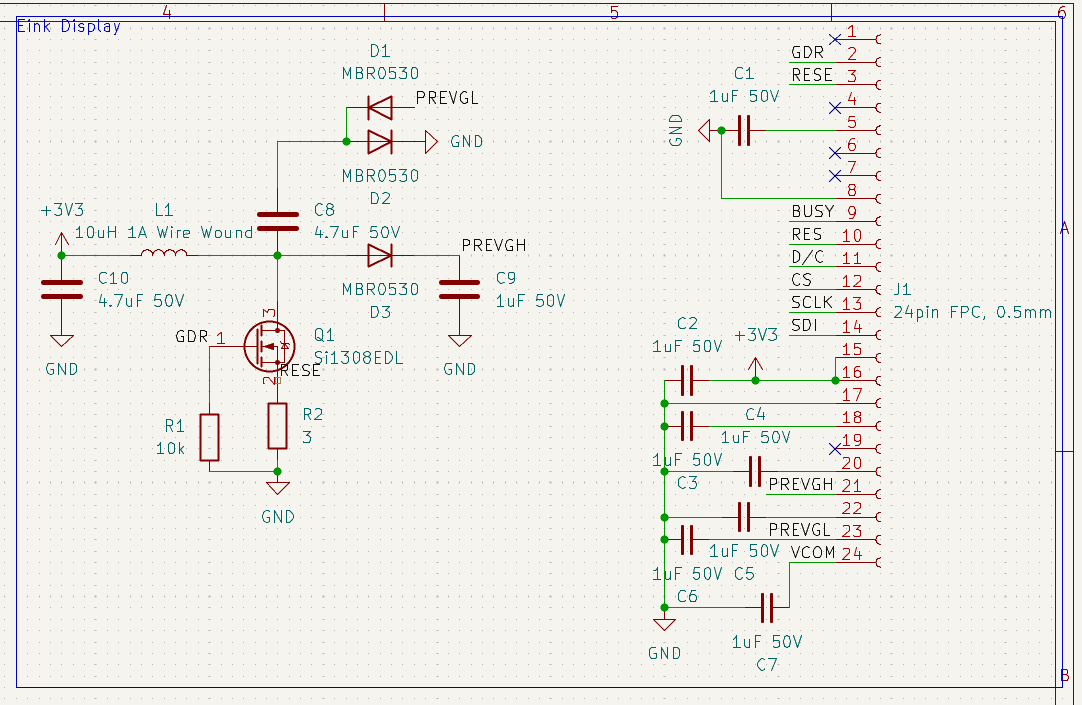 4
5
6
Eink Display
D1
MBR0530
PREVGL
GND
MBR0530
D2
+3V3
L1
10uH 1A Wire Wound
C8
4.7uF 50V
PREVGH
C10
4.7uF 50V
MBR0530
D3
C9
1uF 50V
GND
GND
GDR
1
3
2
Q1
Si1308EDL
RESE
R1
10k
R2
3
GND
C1
1uF 50V
GND
1
GDR 2
RESE 3
4
5
6
7
8
BUSY 9
RES 10
D/C 11
CS 12
SCLK 13
SDI 14
15
16
17
18
19
20
PREVGH 21
22
PREVGL 23
VCOM 24
J1
24pin FPC, 0.5mm
C2
1uF 50V
+3V3
C4
1uF 50V
1uF 50V
C3
1uF 50V
C5
1uF 50V
C6
1uF 50V
C7
GND
A
B